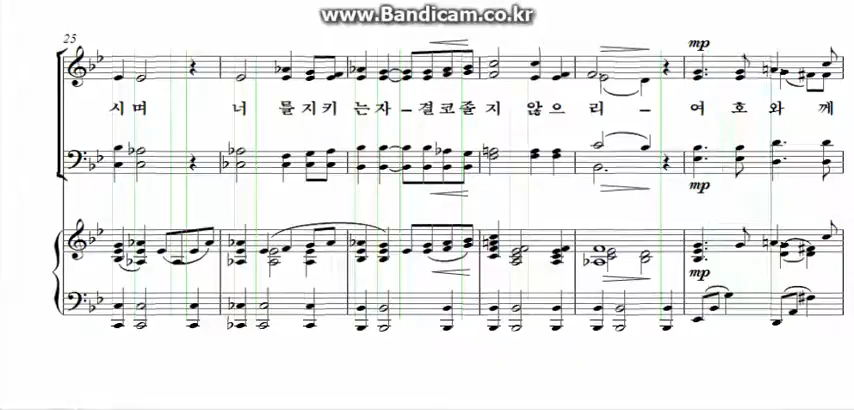 www.Bandicam.co.kr
25
mp
시며 너 를지키 는자-결코졸 지 않으 리 - 여 호 와 께
mp
mp